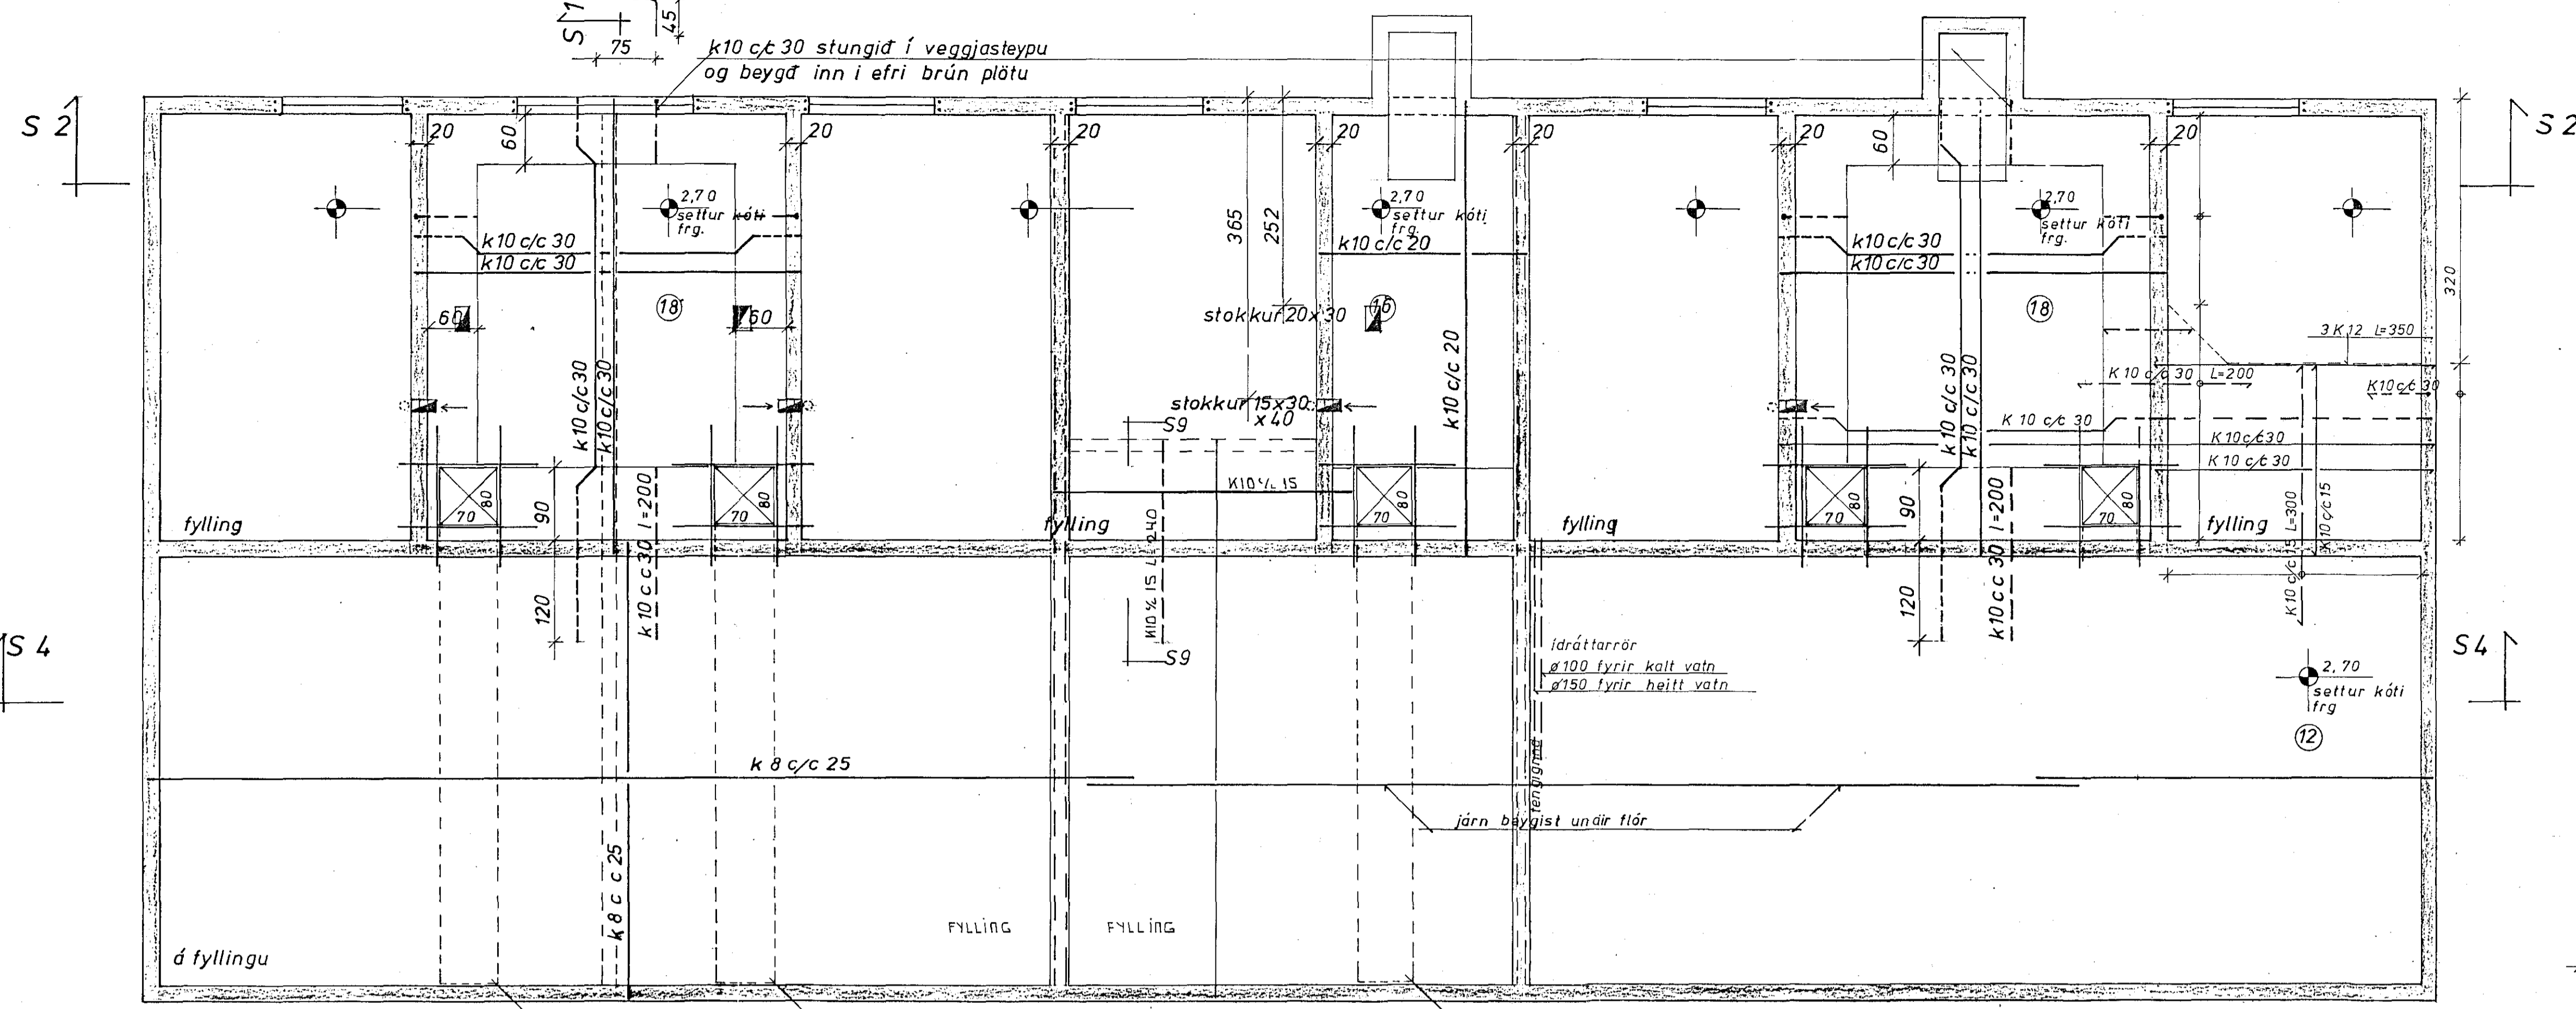 S 1
45
75
k10 c/c 30 stungið í veggjasteypu
og beygð inn i efri brún plötu
S 2
S 2
20
20
20
20
20
20
20
60
60
2,70
settur kóti
frg.
2,70
settur kóti
frg.
2,70
settur kóti
frg.
k10 c/c 30
k10 c/c 30
365
252
k10 c/c 20
k10 c/c 30
k10 c/c 30
320
60
18
60
stokkur 20x30
16
18
3 K 12 L=350
k10 c/c 30
k10 c/c 30
k10 c/c 20
k10 c/c 30
k10 c/c 30
K 10 c/c 30 L=200
K10 c/c 30
stokkur 15x30
x 40
S9
K 10 c/c 30
K10 c/c 30
K 10 c/c 30
K10 c/c 15
70
80
70
80
70
80
70
80
70
80
90
90
fylling
fylling
fylling
fylling
k10 c c 30 l=200
K10 c/c 15 L=240
k10 c c 30 l=200
K10 c/c 15 L=300
K10 c/c 15
120
120
S 4
S9
S4
ídráttarrör
ø100 fyrir kalt vatn
ø150 fyrir heitt vatn
2,70
settur kóti
frg
12
k 8 c/c 25
tengigrind
járn beygist undir flór
k 8 c c 25
FYLLING
FYLLING
á fyllingu